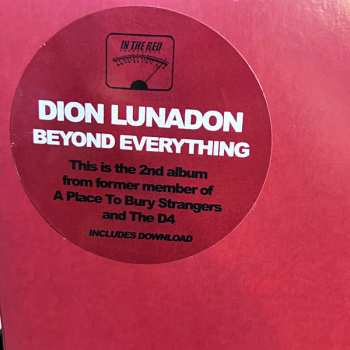 IN THE RED
DION LUNADON
BEYOND EVERYTHING
This is the 2nd album
from former member of
A Place To Bury Strangers
and The D4
INCLUDES DOWNLOAD